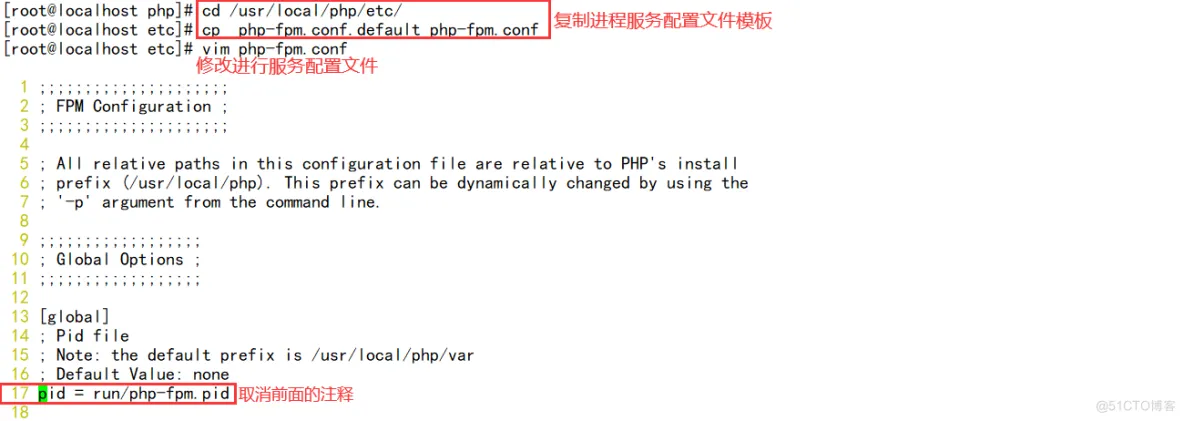 [root@localhost php]# cd /usr/local/php/etc/
[root@localhost etc]# cp  php-fpm.conf.default php-fpm.conf
复制进程服务配置文件模板
[root@localhost etc]# vim php-fpm.conf
修改进行服务配置文件
1 ;;;;;;;;;;;;;;;;;;;;;
2 ; FPM Configuration ;
3 ;;;;;;;;;;;;;;;;;;;;;
4
5 ; All relative paths in this configuration file are relative to PHP's install
6 ; prefix (/usr/local/php). This prefix can be dynamically changed by using the
7 ; '-p' argument from the command line.
8
9 ;;;;;;;;;;;;;;;;;;
10 ; Global Options ;
11 ;;;;;;;;;;;;;;;;;;
12
13 [global]
14 ; Pid file
15 ; Note: the default prefix is /usr/local/php/var
16 ; Default Value: none
17 pid = run/php-fpm.pid 取消前面的注释
18
@51CTO博客